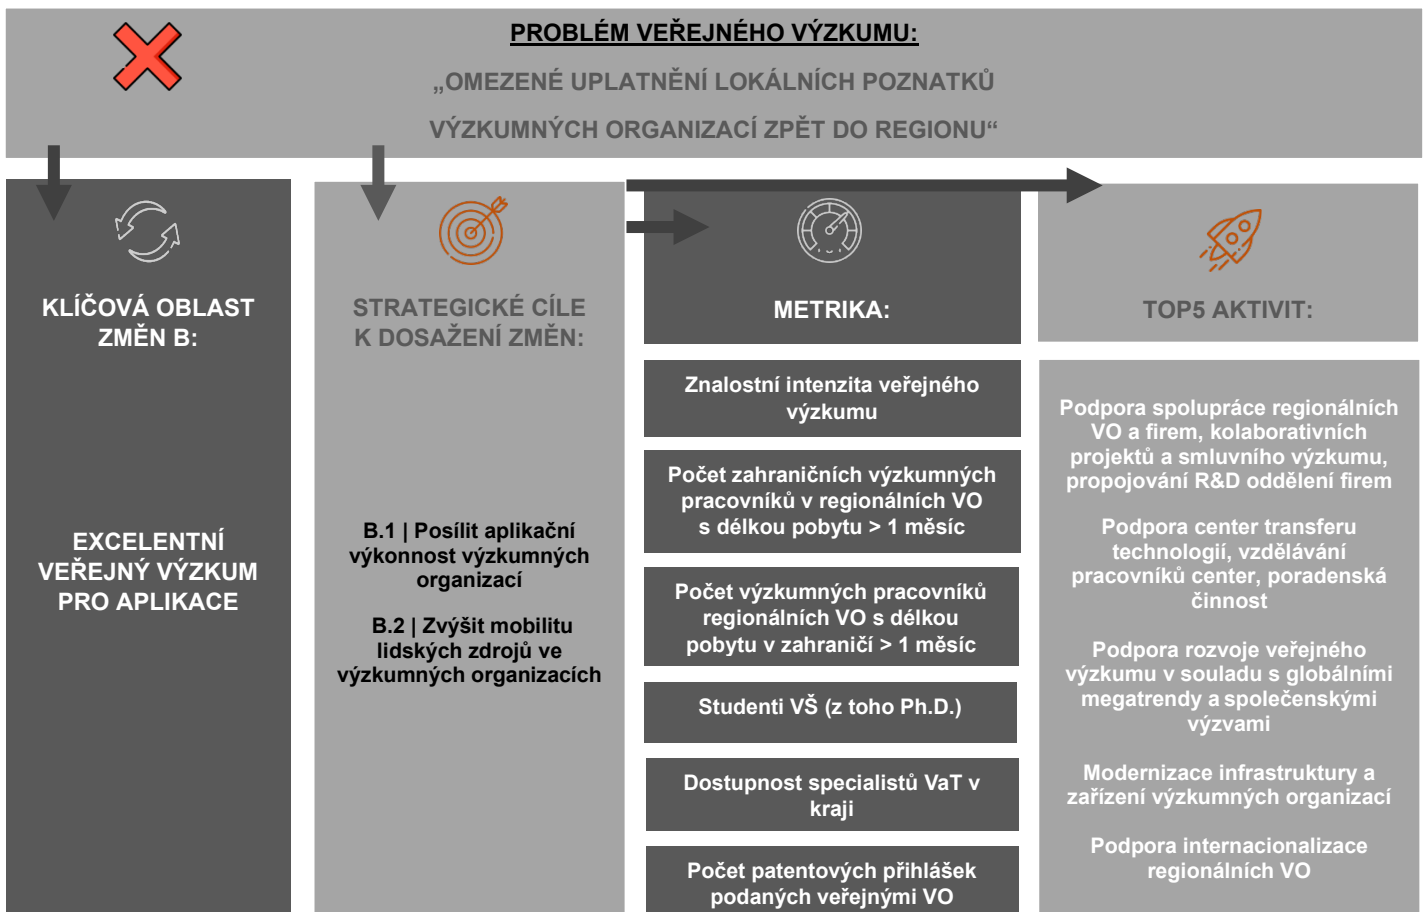 PROBLÉM VEŘEJNÉHO VÝZKUMU:
„OMEZENÉ UPLATNĚNÍ LOKÁLNÍCH POZNATKŮ
VÝZKUMNÝCH ORGANIZACÍ ZPĚT DO REGIONU“
KLÍČOVÁ OBLAST
ZMĚN B:
EXCELENTNÍ
VEŘEJNÝ VÝZKUM
PRO APLIKACE
STRATEGICKÉ CÍLE
K DOSAŽENÍ ZMĚN:
B.1 | Posílit aplikační
výkonnost výzkumných
organizací
B.2 | Zvýšit mobilitu
lidských zdrojů ve
výzkumných organizacích
METRIKA:
Znalostní intenzita veřejného
výzkumu
Počet zahraničních výzkumných
pracovníků v regionálních VO
s délkou pobytu > 1 měsíc
Počet výzkumných pracovníků
regionálních VO s délkou
pobytu v zahraničí > 1 měsíc
Studenti VŠ (z toho Ph.D.)
Dostupnost specialistů VaT v
kraji
Počet patentových přihlášek
podaných veřejnými VO
TOP5 AKTIVIT:
Podpora spolupráce regionálních
VO a firem, kolaborativních
projektů a smluvního výzkumu,
propojování R&D oddělení firem
Podpora center transferu
technologií, vzdělávání
pracovníků center, poradenská
činnost
Podpora rozvoje veřejného
výzkumu v souladu s globálními
megatrendy a společenskými
výzvami
Modernizace infrastruktury a
zařízení výzkumných organizací
Podpora internacionalizace
regionálních VO